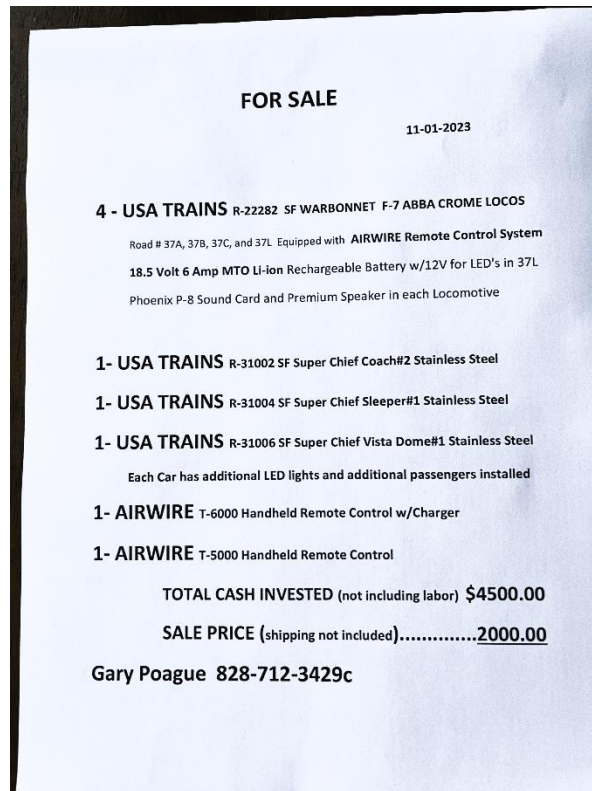 FOR SALE
11-01-2023
4 - USA TRAINS R-22282 SF WARBONNET F-7 ABBA CROME LOCOS
Road # 37A, 37B, 37C, and 37L Equipped with AIRWIRE Remote Control System
18.5 Volt 6 Amp MTO Li-ion Rechargeable Battery w/12V for LED's in 37L
Phoenix P-8 Sound Card and Premium Speaker in each Locomotive
1- USA TRAINS R-31002 SF Super Chief Coach#2 Stainless Steel
1- USA TRAINS R-31004 SF Super Chief Sleeper#1 Stainless Steel
1- USA TRAINS R-31006 SF Super Chief Vista Dome#1 Stainless Steel
Each Car has additional LED lights and additional passengers installed
1- AIRWIRE T-6000 Handheld Remote Control w/Charger
1- AIRWIRE T-5000 Handheld Remote Control
TOTAL CASH INVESTED (not including labor) $4500.00
SALE PRICE (shipping not included)..............2000.00
Gary Poague 828-712-3429c